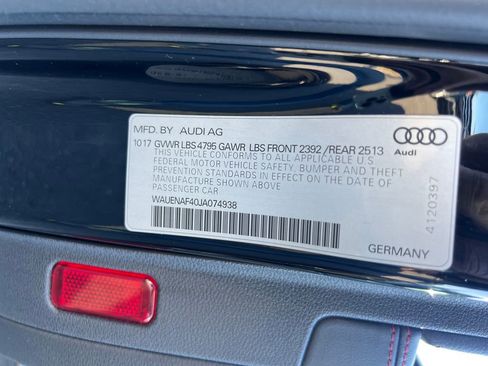 MFD. BY AUDI AG
10 17 GVWR LBS 4795 GAWR LBS FRONT 2392 / REAR 2513
THIS VEHICLE CONFORMS TO ALL APPLICABLE U.S.
FEDERAL MOTOR VEHICLE SAFETY, BUMPER, AND THEFT
PREVENTION STANDARDS IN EFFECT ON THE DATE OF
MANUFACTURE SHOWN ABOVE.
PASSENGER CAR
WAUENAF40JA074938
Audi
4120397
GERMANY